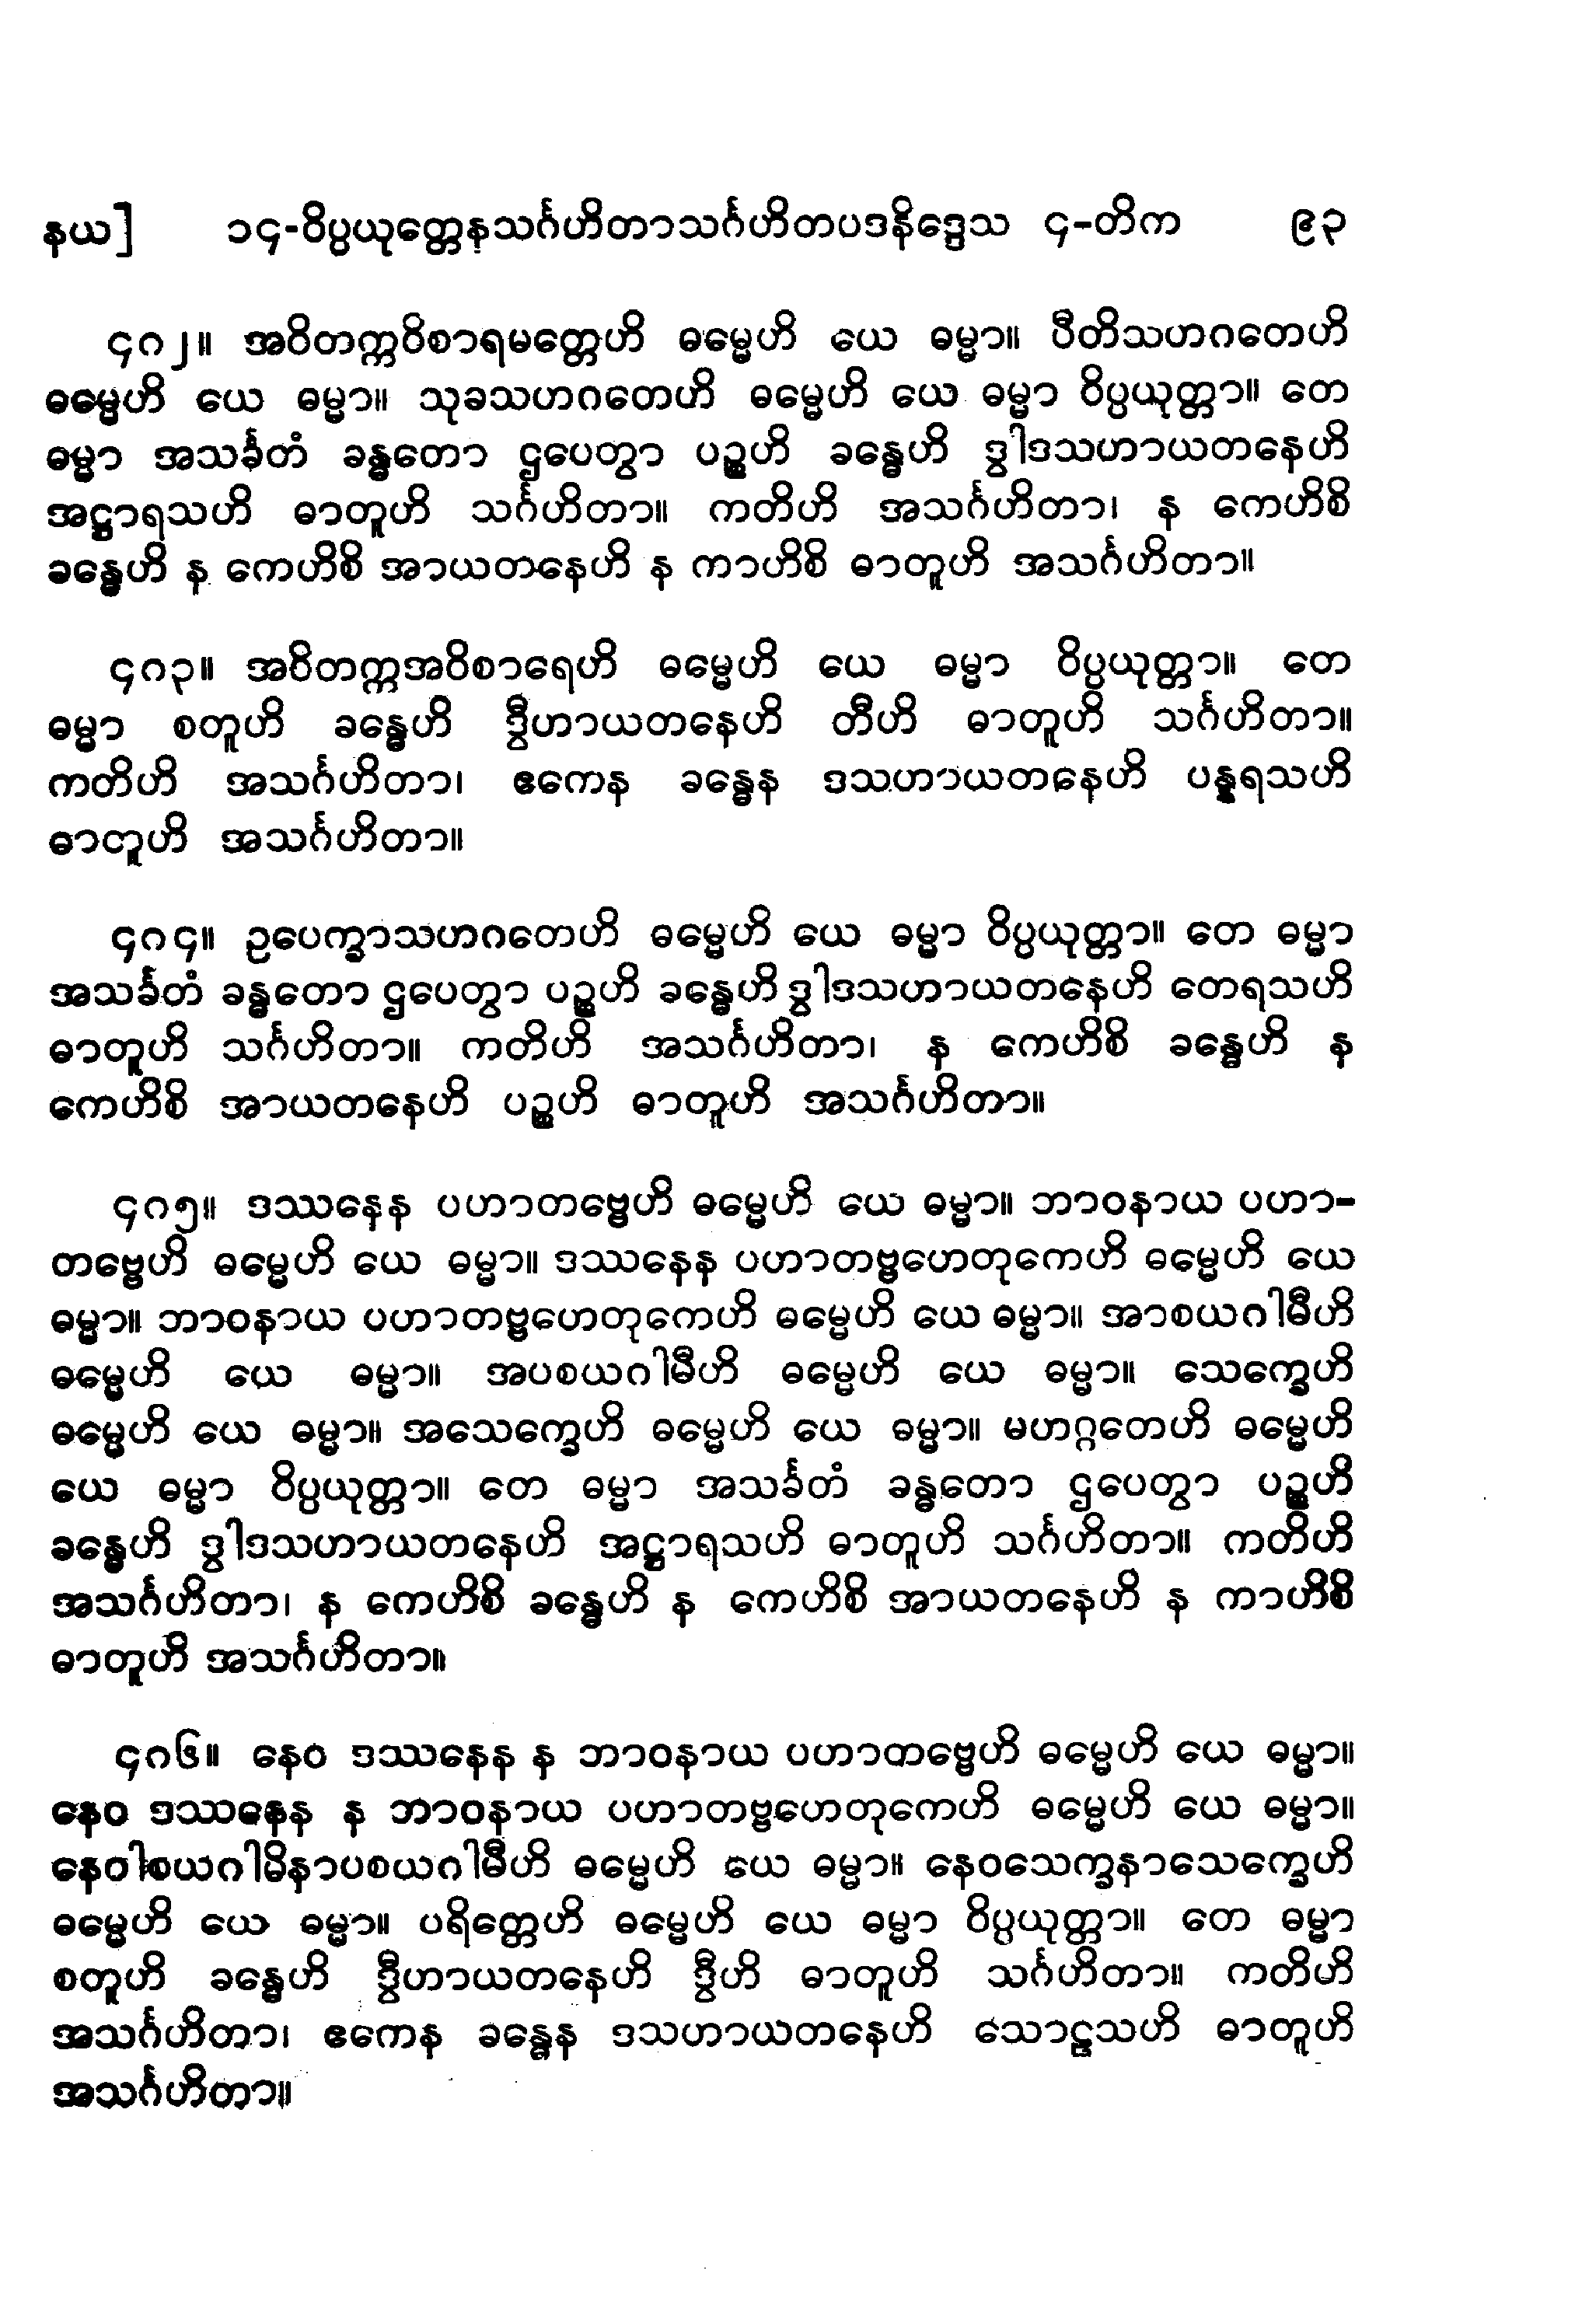 နယ] ၁၄-ဝိပ္ပယုတ္တေနသင်္ဂဟိတာသင်္ဂဟိတပဒနိဒ္ဒေသ ၄-တိက ၉၃
၄၈၂။ အဝိတက္ကဝိစာရမတ္တေဟိ ဓမ္မေဟိ ယေ ဓမ္မာ။ ပီတိသဟဂတေဟိ
ဓမ္မေဟိ ယေ ဓမ္မာ။ သုခသဟဂတေဟိ ဓမ္မေဟိ ယေ ဓမ္မာ ဝိပ္ပယုတ္တာ။ တေ
ဓမ္မာ အသင်္ခတံ ခန္ဓတော ဌပေတွာ ပဉ္စဟိ ခန္ဓေဟိ ဒွါဒသဟာယတနေဟိ
အဋ္ဌာရသဟိ ဓာတူဟိ သင်္ဂဟိတာ။ ကတိဟိ အသင်္ဂဟိတာ၊ န ကေဟိစိ
ခန္ဓေဟိ န ကေဟိစိ အာယတနေဟိ န ကာဟိစိ ဓာတူဟိ အသင်္ဂဟိတာ။
၄၈၃။ အဝိတက္ကအဝိစာရေဟိ ဓမ္မေဟိ ယေ ဓမ္မာ ဝိပ္ပယုတ္တာ။ တေ
ဓမ္မာ စတူဟိ ခန္ဓေဟိ ဒွီဟာယတနေဟိ တီဟိ ဓာတူဟိ သင်္ဂဟိတာ။
ကတိဟိ အသင်္ဂဟိတာ၊ ဧကေန ခန္ဓေန ဒသဟာယတနေဟိ ပန္နရသဟိ
ဓာတူဟိ အသင်္ဂဟိတာ။
၄၈၄။ ဥပေက္ခာသဟဂတေဟိ ဓမ္မေဟိ ယေ ဓမ္မာ ဝိပ္ပယုတ္တာ။ တေ ဓမ္မာ
အသင်္ခတံ ခန္ဓတော ဌပေတွာ ပဉ္စဟိ ခန္ဓေဟိ ဒွါဒသဟာယတနေဟိ တေရသဟိ
ဓာတူဟိ သင်္ဂဟိတာ။ ကတိဟိ အသင်္ဂဟိတာ၊ န ကေဟိစိ ခန္ဓေဟိ န
ကေဟိစိ အာယတနေဟိ ပဉ္စဟိ ဓာတူဟိ အသင်္ဂဟိတာ။
၄၈၅။ ဒဿနေန ပဟာတဗ္ဗေဟိ ဓမ္မေဟိ ယေ ဓမ္မာ။ ဘာဝနာယ ပဟာ-
တဗ္ဗေဟိ ဓမ္မေဟိ ယေ ဓမ္မာ။ ဒဿနေန ပဟာတဗ္ဗဟေတုကေဟိ ဓမ္မေဟိ ယေ
ဓမ္မာ။ ဘာဝနာယ ပဟာတဗ္ဗဟေတုကေဟိ ဓမ္မေဟိ ယေ ဓမ္မာ။ အာစယဂါမီဟိ
ဓမ္မေဟိ ယေ ဓမ္မာ။ အပစယဂါမီဟိ ဓမ္မေဟိ ယေ ဓမ္မာ။ သေက္ခေဟိ
ဓမ္မေဟိ ယေ ဓမ္မာ။ အသေက္ခေဟိ ဓမ္မေဟိ ယေ ဓမ္မာ။ မဟဂ္ဂတေဟိ ဓမ္မေဟိ
ယေ ဓမ္မာ ဝိပ္ပယုတ္တာ။ တေ ဓမ္မာ အသင်္ခတံ ခန္ဓတော ဌပေတွာ ပဉ္စဟိ
ခန္ဓေဟိ ဒွါဒသဟာယတနေဟိ အဋ္ဌာရသဟိ ဓာတူဟိ သင်္ဂဟိတာ။ ကတိဟိ
အသင်္ဂဟိတာ၊ န ကေဟိစိ ခန္ဓေဟိ န ကေဟိစိ အာယတနေဟိ န ကာဟိစိ
ဓာတူဟိ အသင်္ဂဟိတာ။
၄၈၆။ နေဝ ဒဿနေန န ဘာဝနာယ ပဟာတဗ္ဗေဟိ ဓမ္မေဟိ ယေ ဓမ္မာ။
နေဝ ဒဿနေန န ဘာဝနာယ ပဟာတဗ္ဗဟေတုကေဟိ ဓမ္မေဟိ ယေ ဓမ္မာ။
နေဝါစယဂါမိနာပစယဂါမီဟိ ဓမ္မေဟိ ယေ ဓမ္မာ။ နေဝသေက္ခနာသေက္ခေဟိ
ဓမ္မေဟိ ယေ ဓမ္မာ။ ပရိတ္တေဟိ ဓမ္မေဟိ ယေ ဓမ္မာ ဝိပ္ပယုတ္တာ။ တေ ဓမ္မာ
စတူဟိ ခန္ဓေဟိ ဒွီဟာယတနေဟိ ဒွီဟိ ဓာတူဟိ သင်္ဂဟိတာ။ ကတိဟိ
အသင်္ဂဟိတာ၊ ဧကေန ခန္ဓေန ဒသဟာယတနေဟိ သောဠသဟိ ဓာတူဟိ
အသင်္ဂဟိတာ။